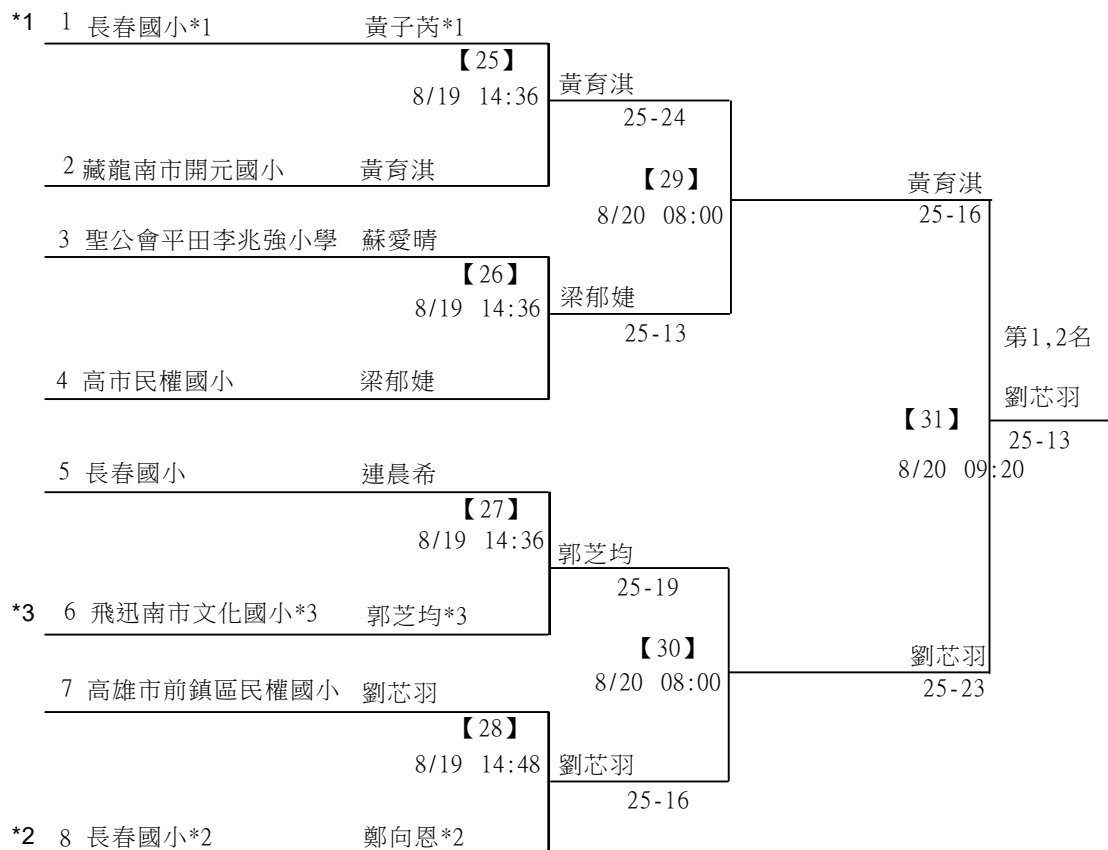 *1 1 長春國小*1 黃子芮*1
【25】
8/19 14:36
黃育淇
25-24
2 藏龍南市開元國小 黃育淇
【29】
8/20 08:00
黃育淇
25-16
3 聖公會平田李兆強小學 蘇愛晴
【26】
8/19 14:36
梁郁婕
25-13
4 高市民權國小 梁郁婕
第1,2名
劉芯羽
【31】
25-13
8/20 09:20
5 長春國小 連晨希
【27】
8/19 14:36
郭芝均
25-19
*3 6 飛迅南市文化國小*3 郭芝均*3
【30】
8/20 08:00
劉芯羽
25-23
7 高雄市前鎮區民權國小 劉芯羽
【28】
8/19 14:48
劉芯羽
25-16
*2 8 長春國小*2 鄭向恩*2